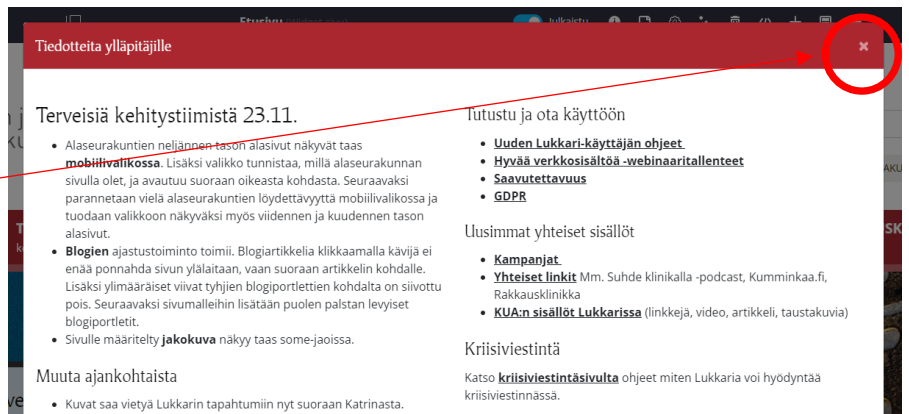 Etusivu
Julkaistu
Tiedotteita ylläpitäjille
Terveisiä kehitystiimistä 23.11.
Alaseurakuntien neljännen tason alasivut näkyvät taas
mobiilivalikossa. Lisäksi valikko tunnistaa, millä alaseurakunnan
sivulla olet, ja avautuu suoraan oikeasta kohdasta. Seuraavaksi
parannetaan vielä alaseurakuntien löydettävyyttä mobiilivalikossa ja
tuodaan valikkoon näkyväksi myös viidennen ja kuudennen tason
alasivut.
Blogien ajastustoiminto toimii. Blogiartikkelia klikkaamalla kävijä ei
enää ponnahda sivun ylälaitaan, vaan suoraan artikkelin kohdalle.
Lisäksi ylimääräiset viivat tyhjien blogiportlettien kohdalta on siivottu
pois. Seuraavaksi sivumalleihin lisätään puolen palstan levyiset
blogiportletit.
Sivulle määritelty jakokuva näkyy taas some-jaoissa.
Muuta ajankohtaista
Kuvat saa vietyä Lukkarin tapahtumiin nyt suoraan Katrinasta.
Tutustu ja ota käyttöön
Uuden Lukkari-käyttäjän ohjeet
Hyvää verkkosisältöä -webinaaritallenteet
Saavutettavuus
GDPR
Uusimmat yhteiset sisällöt
Kampanjat
Yhteiset linkit Mm. Suhde klinikalla -podcast, Kumminkaa.fi,
Rakkausklinikka
KUA:n sisällöt Lukkarissa (linkkejä, video, artikkeli, taustakuvia)
Kriisiviestintä
Katso kriisiviestintäsivulta ohjeet miten Lukkaria voi hyödyntää
kriisiviestinnässä.